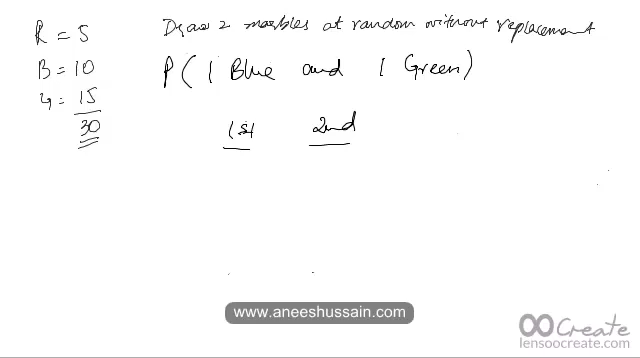 R = 5
B = 10
G = 15
30
Draw 2 marbles at random without replacement
P ( 1 Blue and 1 Green )
1st 2nd
www.aneeshussain.com
Create
lensoocreate.com